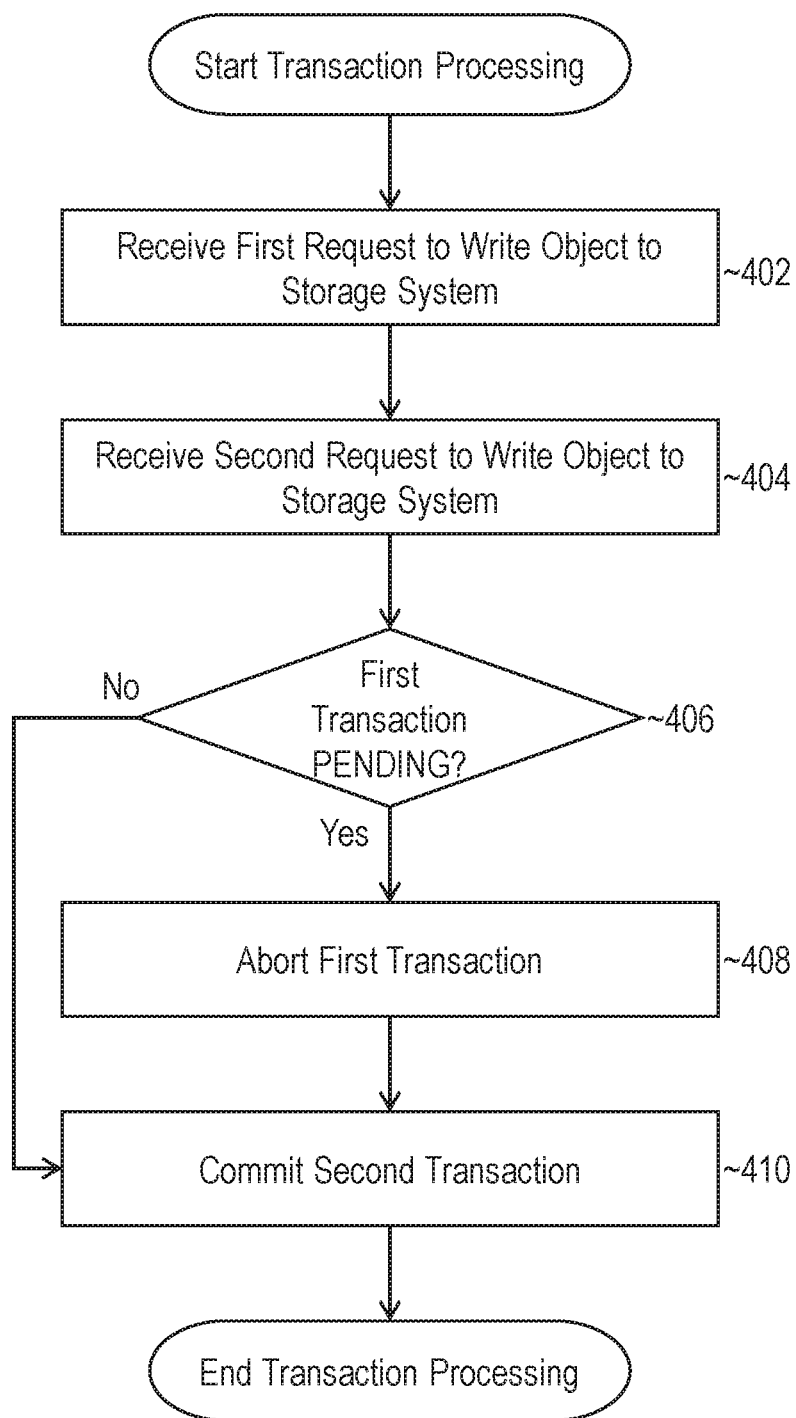 Start Transaction Processing
Receive First Request to Write Object to
Storage System
~402
Receive Second Request to Write Object to
Storage System
~404
First
Transaction
PENDING?
~406
No
Yes
Abort First Transaction
~408
Commit Second Transaction
~410
End Transaction Processing